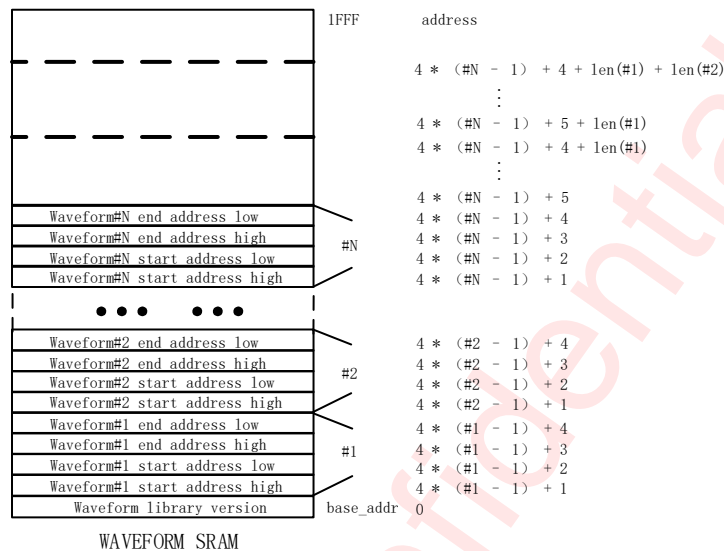 1FFF address
4 * (#N - 1) + 4 + len(#1) + len(#2)
⋮
4 * (#N - 1) + 5 + len(#1)
4 * (#N - 1) + 4 + len(#1)
⋮
4 * (#N - 1) + 5
Waveform#N end address low 4 * (#N - 1) + 4
Waveform#N end address high 4 * (#N - 1) + 3
#N
Waveform#N start address low 4 * (#N - 1) + 2
Waveform#N start address high 4 * (#N - 1) + 1
••• •••
Waveform#2 end address low 4 * (#2 - 1) + 4
Waveform#2 end address high 4 * (#2 - 1) + 3
#2
Waveform#2 start address low 4 * (#2 - 1) + 2
Waveform#2 start address high 4 * (#2 - 1) + 1
Waveform#1 end address low 4 * (#1 - 1) + 4
Waveform#1 end address high 4 * (#1 - 1) + 3
#1
Waveform#1 start address low 4 * (#1 - 1) + 2
Waveform#1 start address high 4 * (#1 - 1) + 1
Waveform library version base_addr 0
WAVEFORM SRAM
fidential